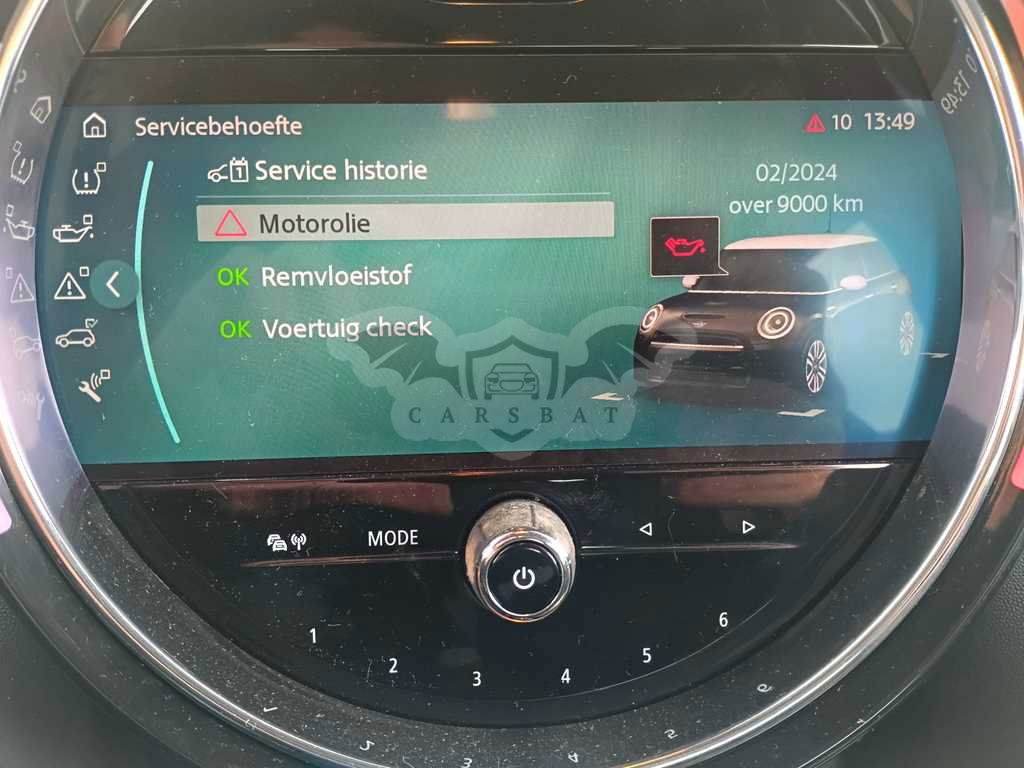 Servicebehoefte
10 13:49
Service historie
02/2024
over 9000 km
Motorolie
OK Remvloeistof
OK Voertuig check
CARSBAT
MODE
1
2
3
4
5
6